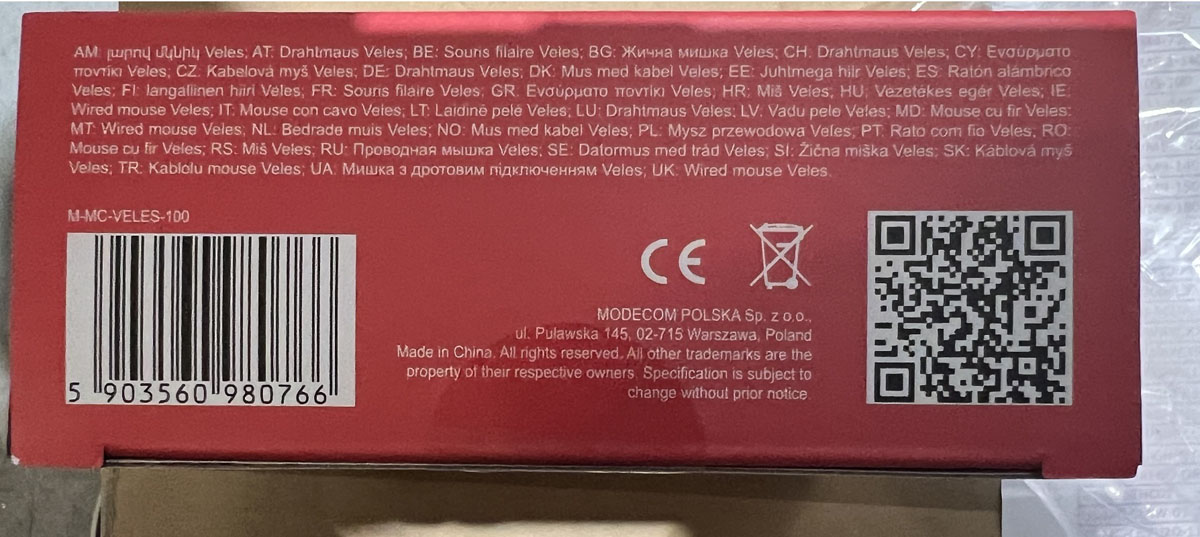 AM: լարով մկնիկ Veles; AT: Drahtmaus Veles; BE: Souris filaire Veles; BG: Жична мишка Veles; CH: Drahtmaus Veles; CY: Ενσύρματο
ποντίκι Veles; CZ: Kabelová myš Veles; DE: Drahtmaus Veles; DK: Mus med kabel Veles; EE: Juhtmega hiir Veles; ES: Ratón alámbrico
Veles; FI: langallinen hiiri Veles; FR: Souris filaire Veles; GR: Ενσύρματο ποντίκι Veles; HR: Miš Veles; HU: Vezetékes egér Veles; IE:
Wired mouse Veles; IT: Mouse con cavo Veles; LT: Laidinė pelė Veles; LU: Drahtmaus Veles; LV: Vadu pele Veles; MD: Mouse cu fir Veles;
MT: Wired mouse Veles; NL: Bedrade muis Veles; NO: Mus med kabel Veles; PL: Mysz przewodowa Veles; PT: Rato com fio Veles; RO:
Mouse cu fir Veles; RS: Miš Veles; RU: Проводная мышка Veles; SE: Datormus med tråd Veles; SI: Žična miška Veles; SK: Káblová myš
Veles; TR: Kablolu mouse Veles; UA: Мишка з дротовим підключенням Veles; UK: Wired mouse Veles.
M-MC-VELES-100
5 903560 980766
CE
MODECOM POLSKA Sp. z o.o.,
ul. Puławska 145, 02-715 Warszawa, Poland
Made in China. All rights reserved. All other trademarks are the
property of their respective owners. Specification is subject to
change without prior notice.